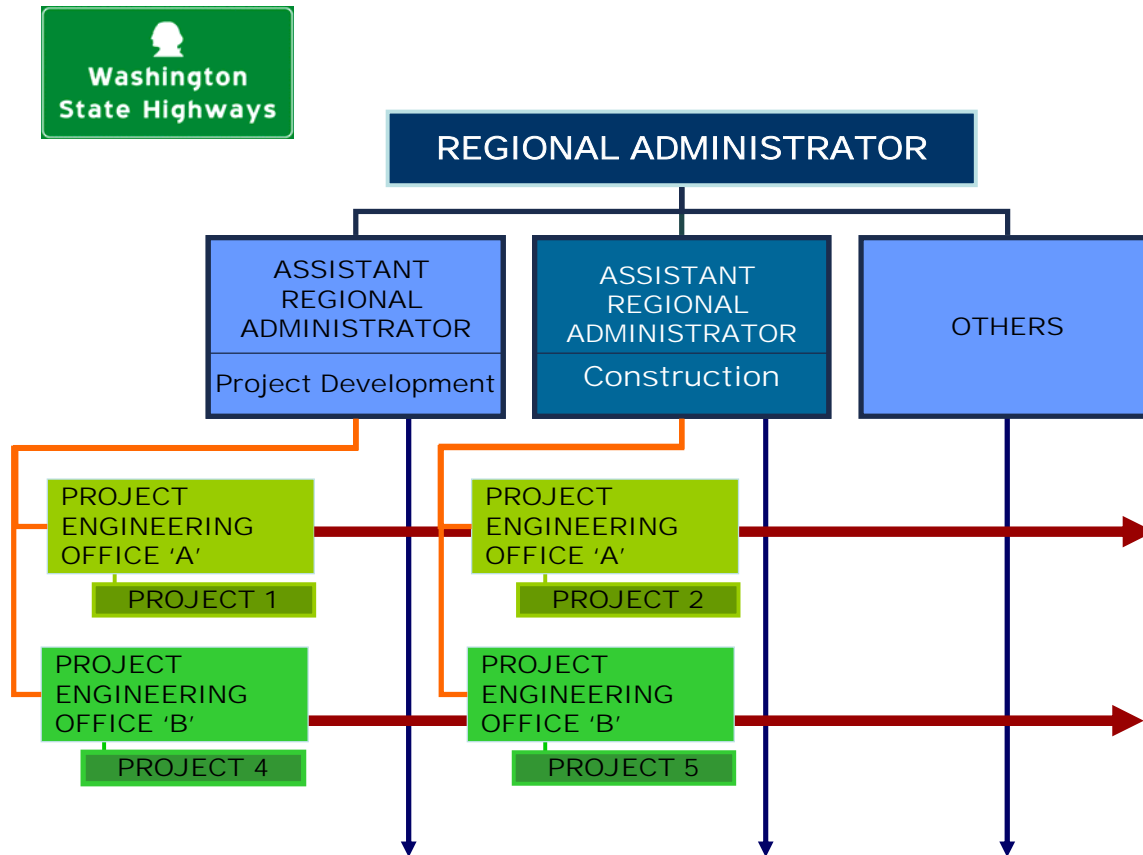 Washington
State Highways
REGIONAL ADMINISTRATOR
ASSISTANT
REGIONAL
ADMINISTRATOR
Project Development
ASSISTANT
REGIONAL
ADMINISTRATOR
Construction
OTHERS
PROJECT
ENGINEERING
OFFICE ‘A’
PROJECT 1
PROJECT
ENGINEERING
OFFICE ‘A’
PROJECT 2
PROJECT
ENGINEERING
OFFICE ‘B’
PROJECT 4
PROJECT
ENGINEERING
OFFICE ‘B’
PROJECT 5